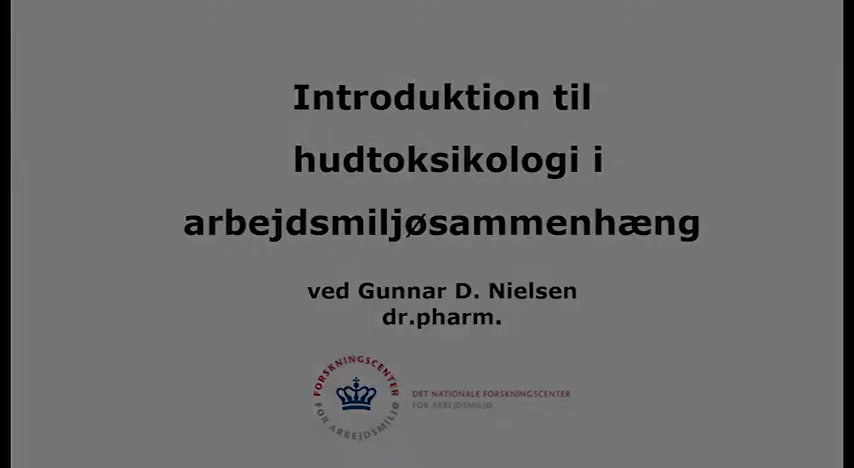 Introduktion til
hudtoksikologi i
arbejdsmiljøsammenhæng
ved Gunnar D. Nielsen
dr.pharm.
FORSKNINGSCENTER
FOR ARBEJDSMILJØ
DET NATIONALE FORSKNINGSCENTER
FOR ARBEJDSMILJØ